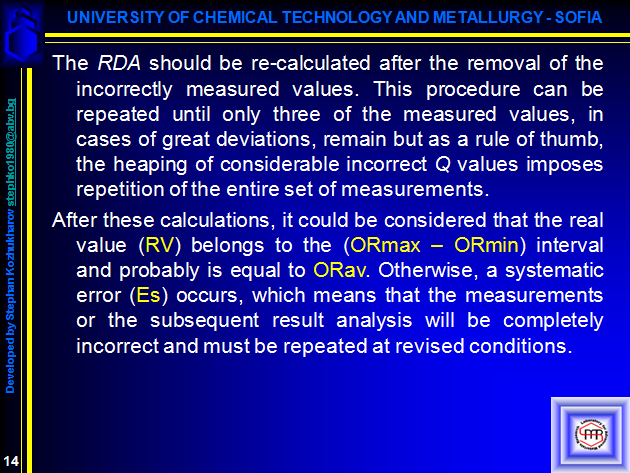 UNIVERSITY OF CHEMICAL TECHNOLOGY AND METALLURGY - SOFIA
The RDA should be re-calculated after the removal of the
incorrectly measured values. This procedure can be
repeated until only three of the measured values, in
cases of great deviations, remain but as a rule of thumb,
the heaping of considerable incorrect Q values imposes
repetition of the entire set of measurements.
After these calculations, it could be considered that the real
value (RV) belongs to the (ORmax – ORmin) interval
and probably is equal to ORav. Otherwise, a systematic
error (Es) occurs, which means that the measurements
or the subsequent result analysis will be completely
incorrect and must be repeated at revised conditions.
Developed by Stephan Kozhukharov stephko1980@abv.bg
14